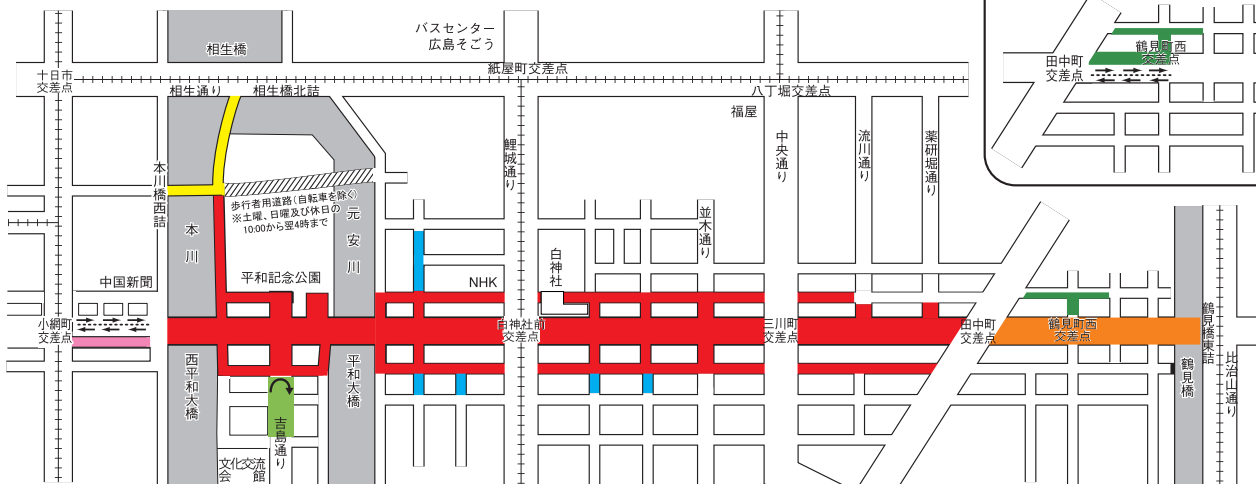 バスセンター
広島そごう
相生橋
十日市
交差点
紙屋町交差点
相生通り
相生橋北詰
八丁堀交差点
福屋
田中町
交差点
鶴見町西
交差点
本川橋西詰
鯉城通り
中央通り
流川通り
薬研堀通り
歩行者用道路(自転車を除く)
※土曜、日曜及び休日の
10:00から翌4時まで
本川
元安川
並木通り
白神社
中国新聞
平和記念公園
NHK
小網町
交差点
白神社前
交差点
三川町
交差点
田中町
交差点
鶴見町西
交差点
鶴見橋東詰
西平和大橋
平和大橋
鶴見橋
比治山通り
吉島通り
文化交流
会館